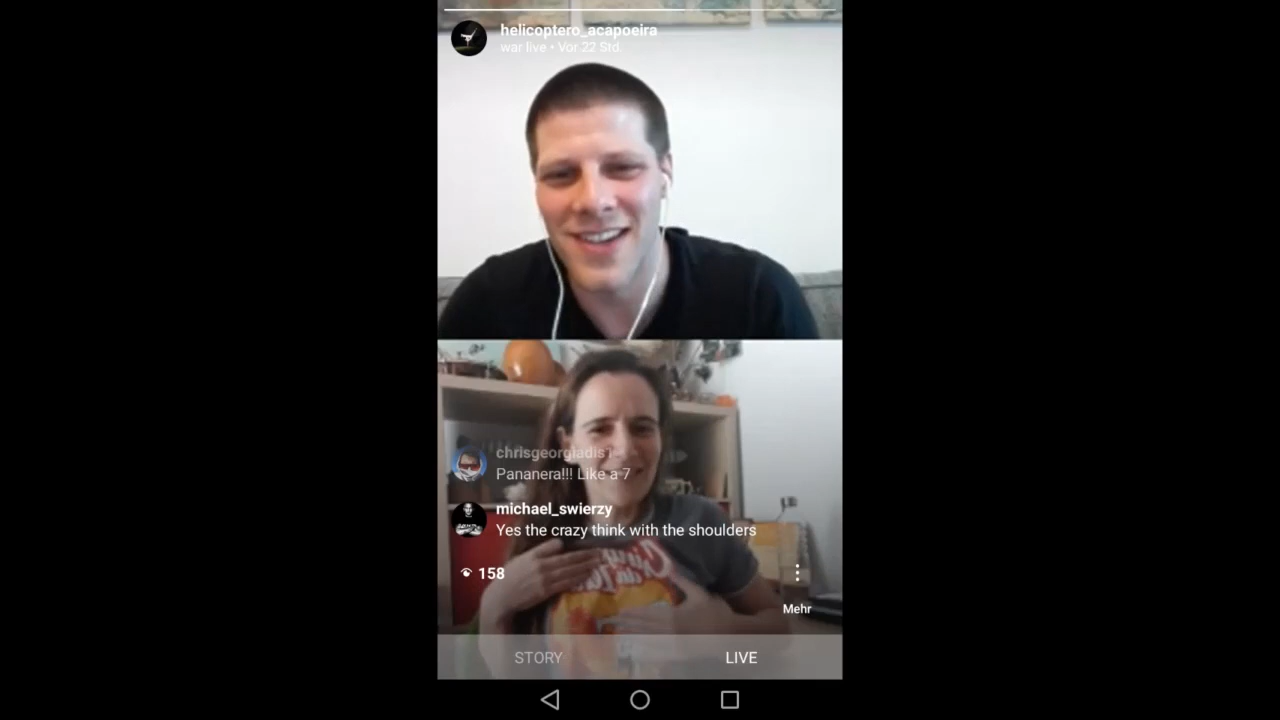 helicoptero_acapoeira
war live • Vor 22 Std.
chrisgeorgiadis1
Pananera!!! Like a 7
michael_swierzy
Yes the crazy think with the shoulders
158
Mehr
STORY
LIVE